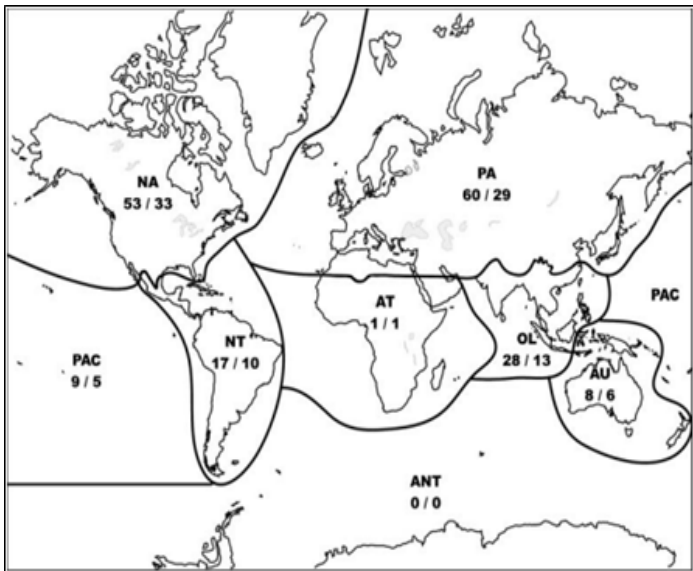 NA
53 / 33
PA
60 / 29
PAC
AT
1 / 1
NT
17 / 10
OL
28 / 13
PAC
9 / 5
AU
8 / 6
ANT
0 / 0